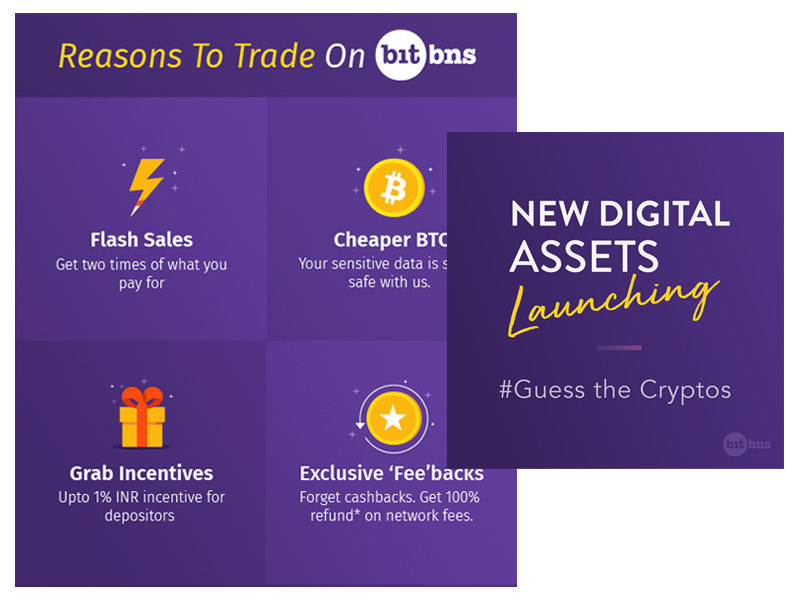 Reasons To Trade On bitbns
Flash Sales
Get two times of what you
pay for
Cheaper BTC
Your sensitive data is
safe with us.
Grab Incentives
Upto 1% INR incentive for
depositors
Exclusive ‘Fee’backs
Forget cashbacks. Get 100%
refund* on network fees.
NEW DIGITAL
ASSETS
Launching
#Guess the Cryptos
bitbns